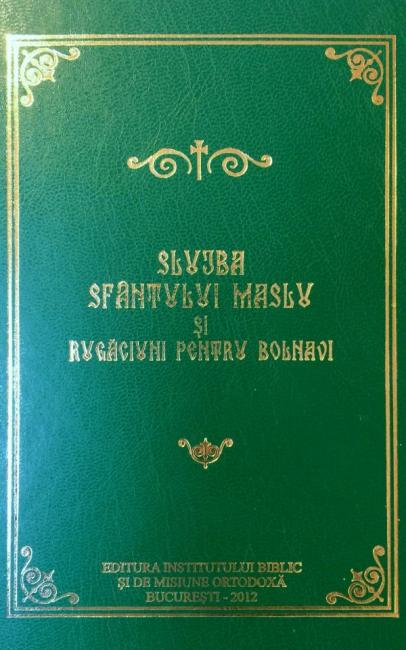 SLUJBA
SFÂNTULUI MASLU
ȘI
RUGĂCIUNI PENTRU BOLNAVI
EDITURA INSTITUTULUI BIBLIC
ȘI DE MISIUNE ORTODOXĂ
BUCUREȘTI - 2012